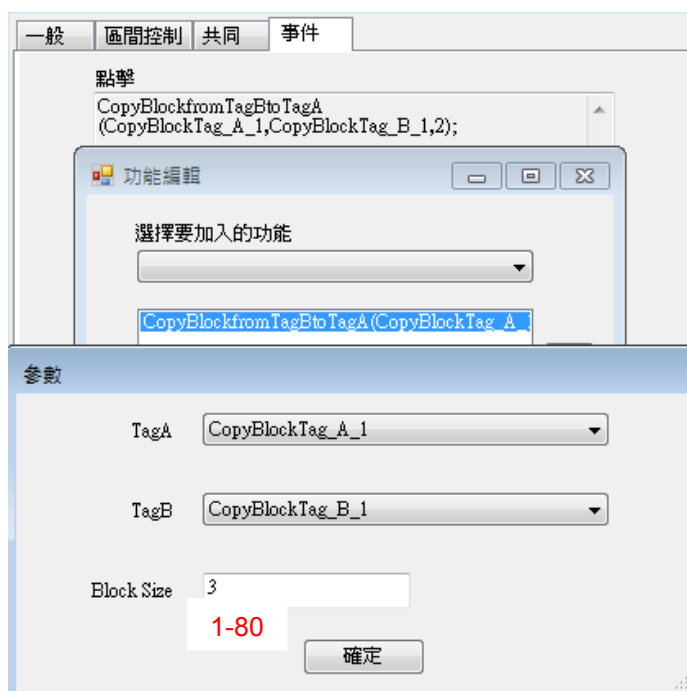 一般 區間控制 共同 事件
點擊
CopyBlockfromTagBtoTagA
(CopyBlockTag_A_1,CopyBlockTag_B_1,2);
功能編輯
選擇要加入的功能
CopyBlockfromTagBtoTagA(CopyBlockTag_A_
參數
TagA CopyBlockTag_A_1
TagB CopyBlockTag_B_1
Block Size 3
1-80
確定